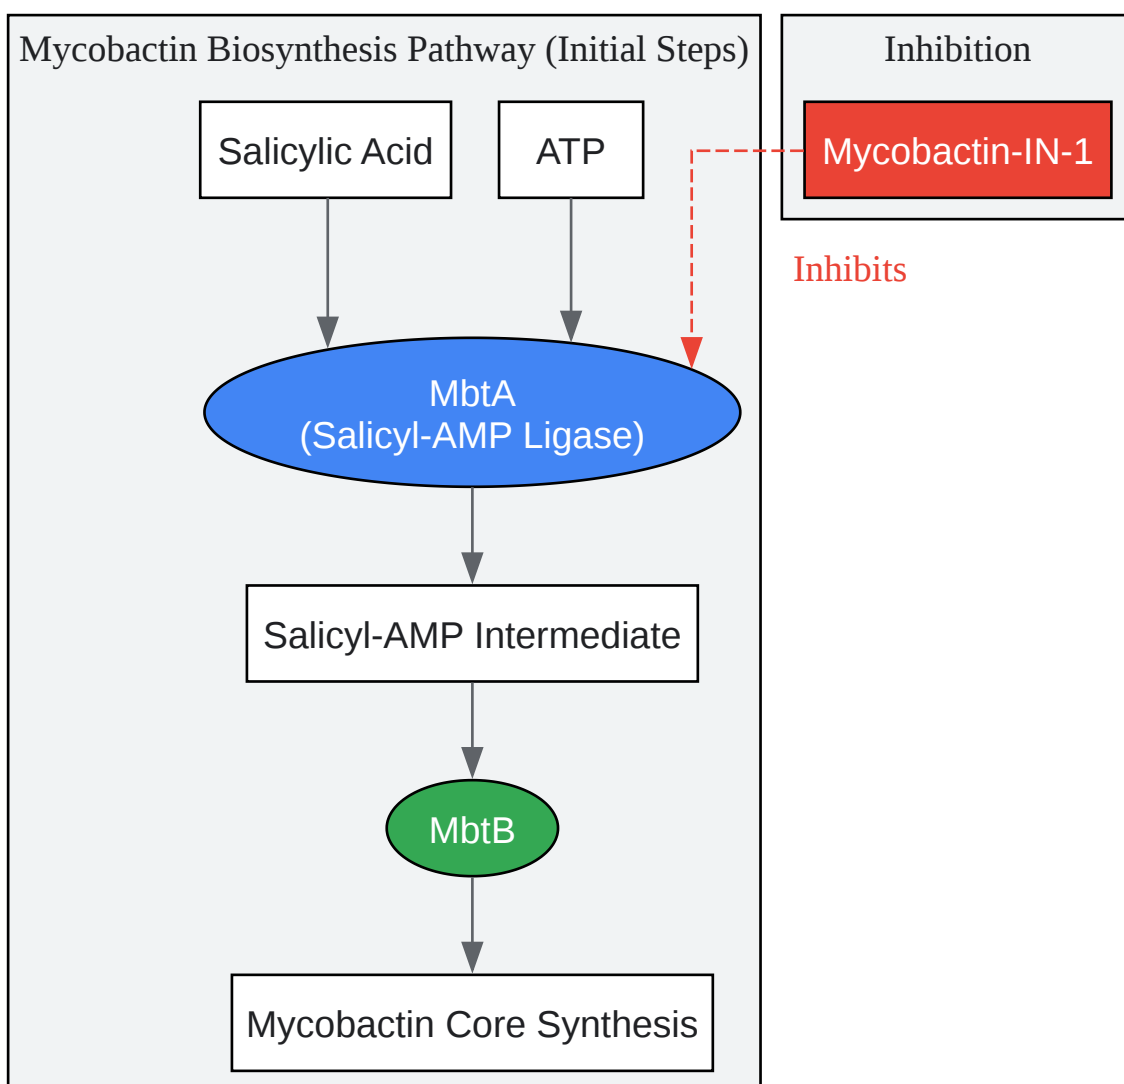 Mycobactin Biosynthesis Pathway (Initial Steps)
Inhibition
Salicylic Acid
ATP
Mycobactin-IN-1
Inhibits
MbtA
(Salicyl-AMP Ligase)
Salicyl-AMP Intermediate
MbtB
Mycobactin Core Synthesis